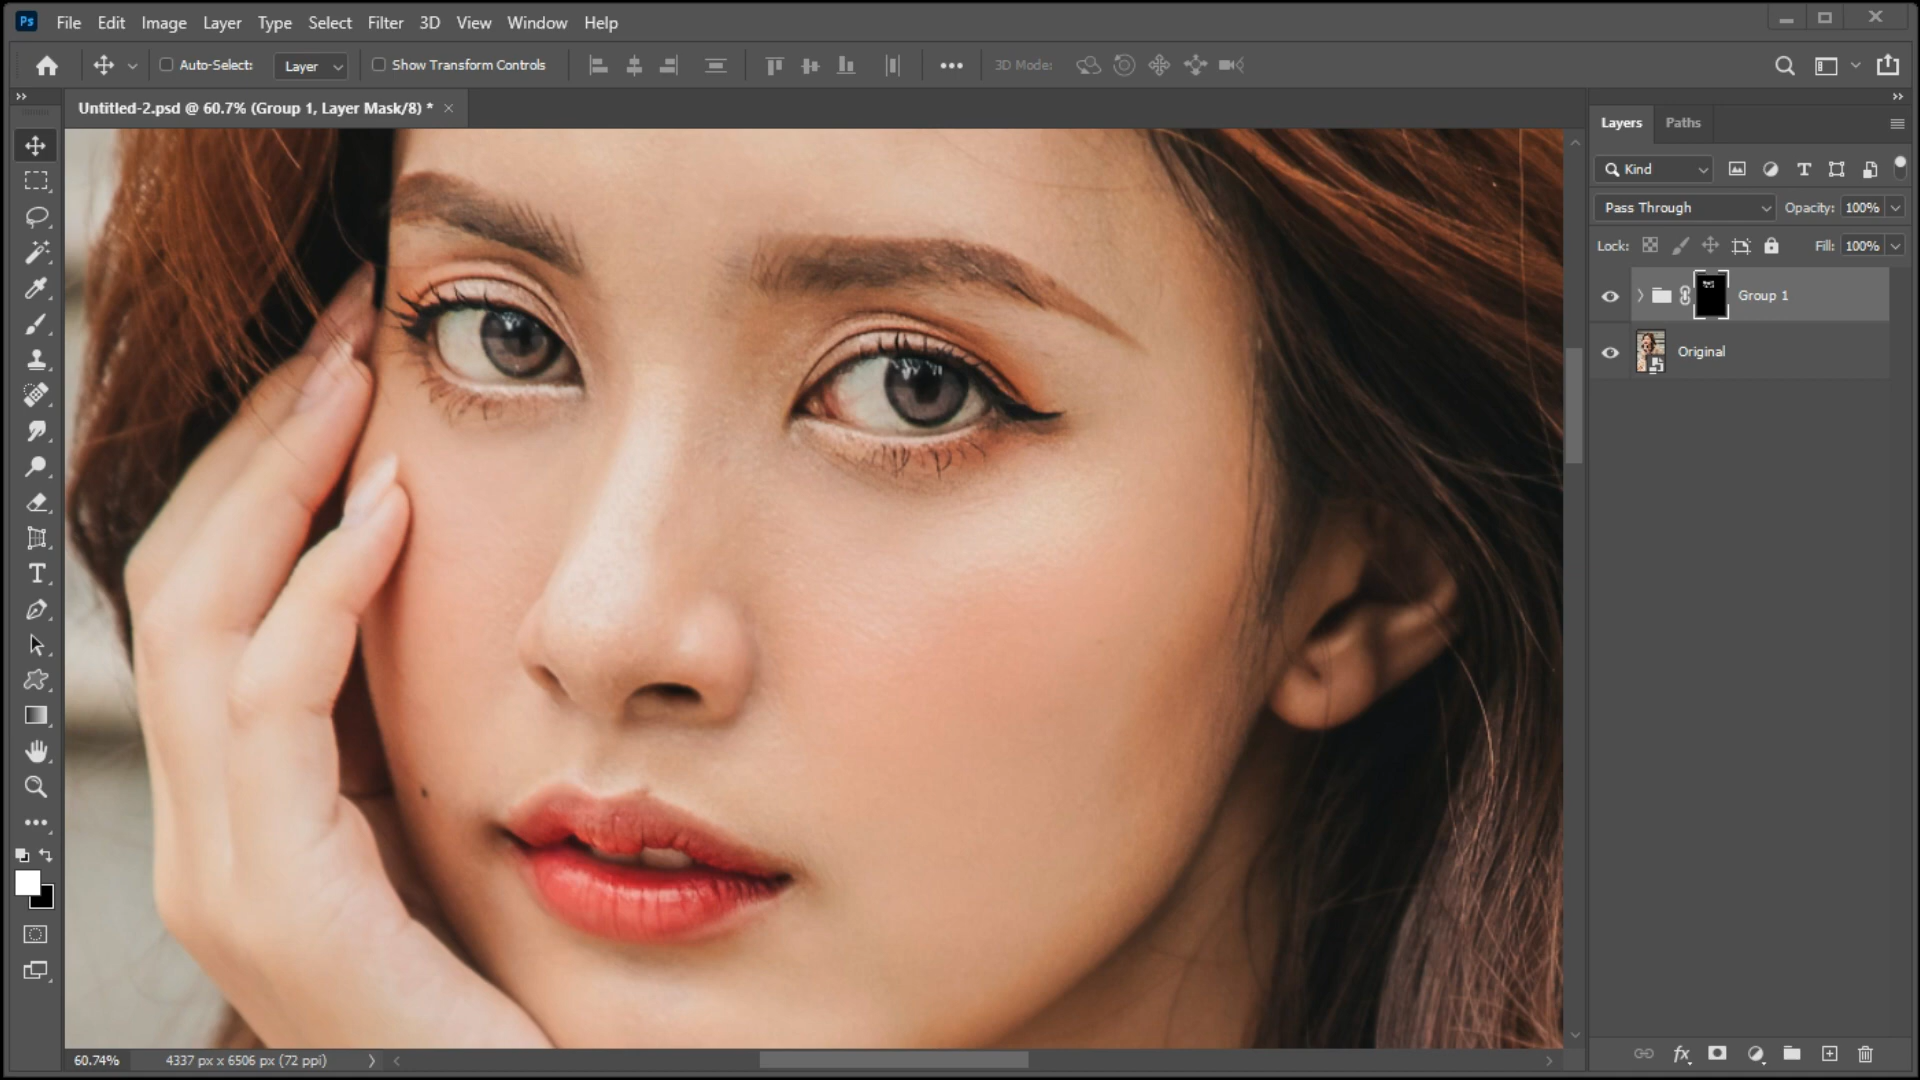 Ps File Edit Image Layer Type Select Filter 3D View Window Help
Auto-Select: Layer Show Transform Controls 3D Mode:
Untitled-2.psd @ 60.7% (Group 1, Layer Mask/8) *
Layers Paths
Kind
Pass Through Opacity: 100%
Lock: Fill: 100%
Group 1
Original
60.74% 4337 px x 6506 px (72 ppi)